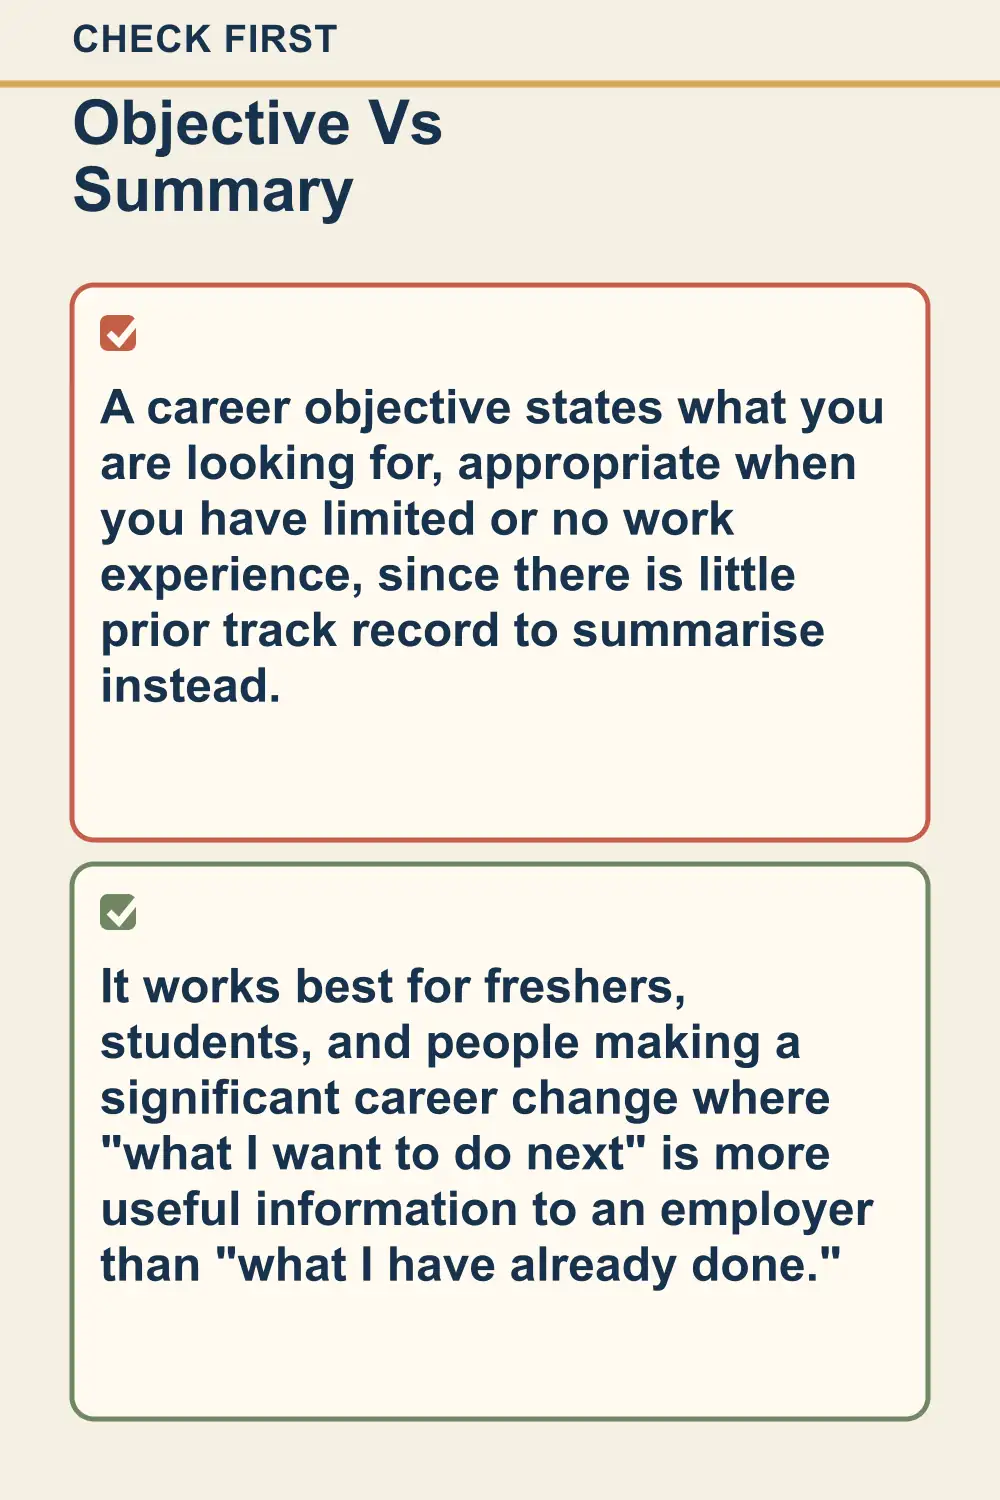 CHECK FIRST
Objective Vs
Summary
A career objective states what you
are looking for, appropriate when
you have limited or no work
experience, since there is little
prior track record to summarise
instead.
It works best for freshers,
students, and people making a
significant career change where
"what I want to do next" is more
useful information to an employer
than "what I have already done."